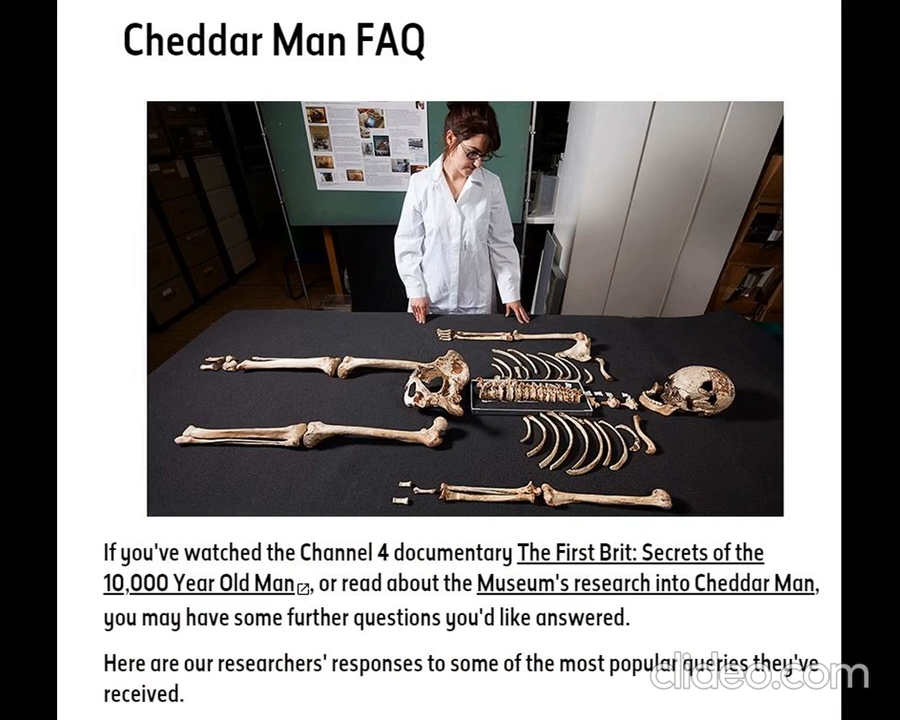 Cheddar Man FAQ
If you've watched the Channel 4 documentary The First Brit: Secrets of the
10,000 Year Old Man, or read about the Museum's research into Cheddar Man,
you may have some further questions you'd like answered.
Here are our researchers' responses to some of the most popular queries they've
received.
clideo.com